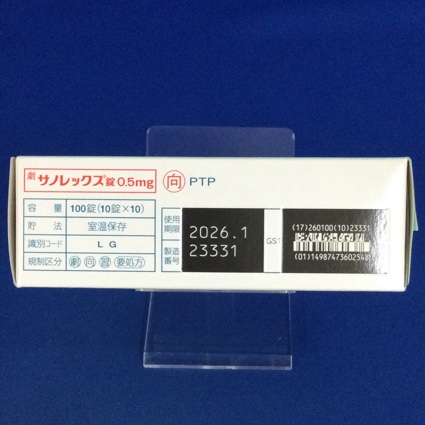 劇 サノレックス®錠0.5mg 向 PTP
容量 100錠(10錠×10)
貯法 室温保存
識別コード L G
規制区分 劇 向 習 要処方
使用期限 2026.1
製造番号 23331
GS1
(17)260100(10)23331
(01)14987473602548